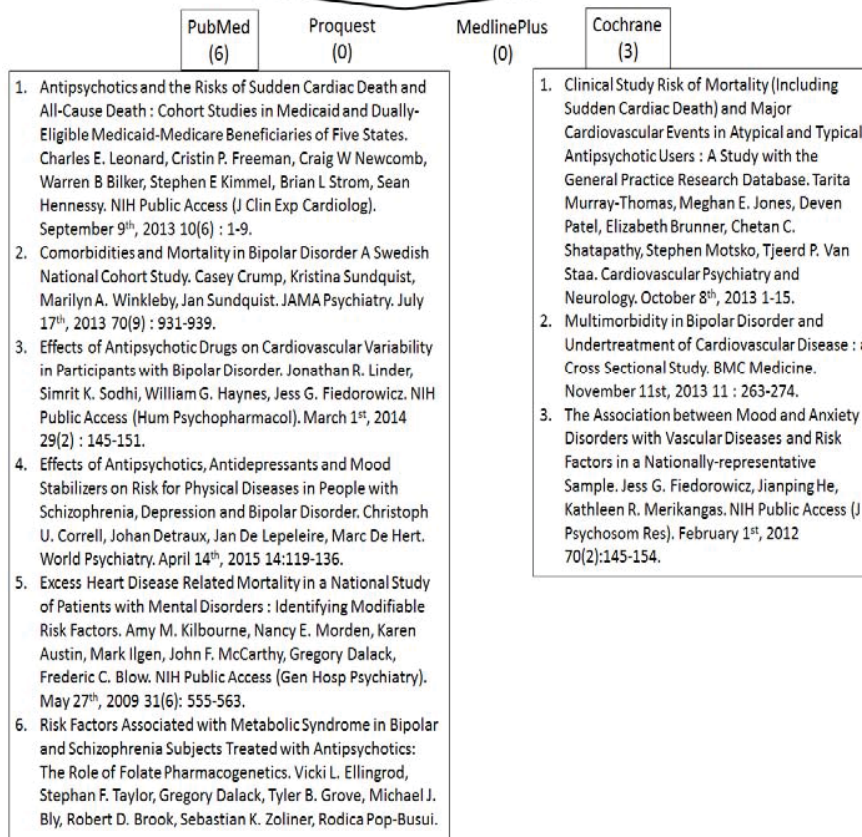 PubMed
(6)
Proquest
(0)
MedlinePlus
(0)
Cochrane
(3)
1. Antipsychotics and the Risks of Sudden Cardiac Death and
All-Cause Death : Cohort Studies in Medicaid and Dually-
Eligible Medicaid-Medicare Beneficiaries of Five States.
Charles E. Leonard, Cristin P. Freeman, Craig W Newcomb,
Warren B Bilker, Stephen E Kimmel, Brian L Strom, Sean
Hennessy. NIH Public Access (J Clin Exp Cardiolog).
September 9th, 2013 10(6) : 1-9.
2. Comorbidities and Mortality in Bipolar Disorder A Swedish
National Cohort Study. Casey Crump, Kristina Sundquist,
Marilyn A. Winkleby, Jan Sundquist. JAMA Psychiatry. July
17th, 2013 70(9) : 931-939.
3. Effects of Antipsychotic Drugs on Cardiovascular Variability
in Participants with Bipolar Disorder. Jonathan R. Linder,
Simrit K. Sodhi, William G. Haynes, Jess G. Fiedorowicz. NIH
Public Access (Hum Psychopharmacol). March 1st, 2014
29(2) : 145-151.
4. Effects of Antipsychotics, Antidepressants and Mood
Stabilizers on Risk for Physical Diseases in People with
Schizophrenia, Depression and Bipolar Disorder. Christoph
U. Correll, Johan Detraux, Jan De Lepeleire, Marc De Hert.
World Psychiatry. April 14th, 2015 14:119-136.
5. Excess Heart Disease Related Mortality in a National Study
of Patients with Mental Disorders : Identifying Modifiable
Risk Factors. Amy M. Kilbourne, Nancy E. Morden, Karen
Austin, Mark Ilgen, John F. McCarthy, Gregory Dalack,
Frederic C. Blow. NIH Public Access (Gen Hosp Psychiatry).
May 27th, 2009 31(6): 555-563.
6. Risk Factors Associated with Metabolic Syndrome in Bipolar
and Schizophrenia Subjects Treated with Antipsychotics:
The Role of Folate Pharmacogenetics. Vicki L. Ellingrod,
Stephan F. Taylor, Gregory Dalack, Tyler B. Grove, Michael J.
Bly, Robert D. Brook, Sebastian K. Zoliner, Rodica Pop-Busui.
1. Clinical Study Risk of Mortality (Including
Sudden Cardiac Death) and Major
Cardiovascular Events in Atypical and Typical
Antipsychotic Users : A Study with the
General Practice Research Database. Tarita
Murray-Thomas, Meghan E. Jones, Deven
Patel, Elizabeth Brunner, Chetan C.
Shatapathy, Stephen Motsko, Tjeerd P. Van
Staa. Cardiovascular Psychiatry and
Neurology. October 8th, 2013 1-15.
2. Multimorbidity in Bipolar Disorder and
Undertreatment of Cardiovascular Disease : a
Cross Sectional Study. BMC Medicine.
November 11st, 2013 11 : 263-274.
3. The Association between Mood and Anxiety
Disorders with Vascular Diseases and Risk
Factors in a Nationally-representative
Sample. Jess G. Fiedorowicz, Jianping He,
Kathleen R. Merikangas. NIH Public Access (J
Psychosom Res). February 1st, 2012
70(2):145-154.